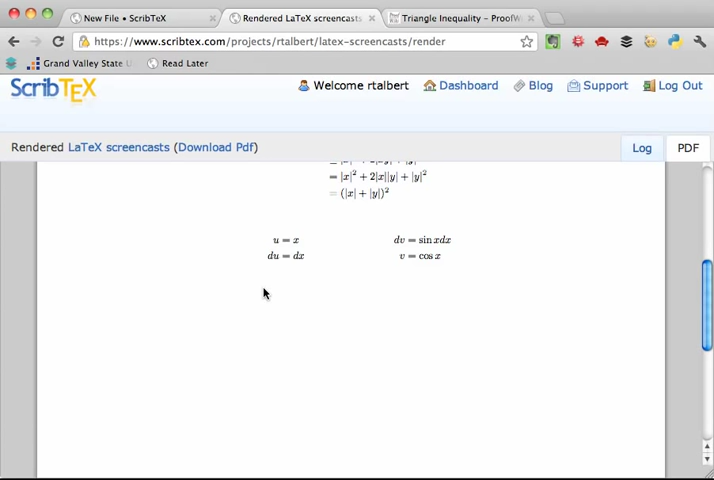 New File • ScribTEX
Rendered LaTeX screencasts
Triangle Inequality – ProofW
https://www.scribtex.com/projects/rtalbert/latex-screencasts/render
Grand Valley State U
Read Later
ScribTEX
Welcome rtalbert
Dashboard
Blog
Support
Log Out
Rendered LaTeX screencasts (Download Pdf)
Log
PDF
= |x|² + 2|x||y| + |y|²
= (|x| + |y|)²
u = x dv = sin xdx
du = dx v = cos x